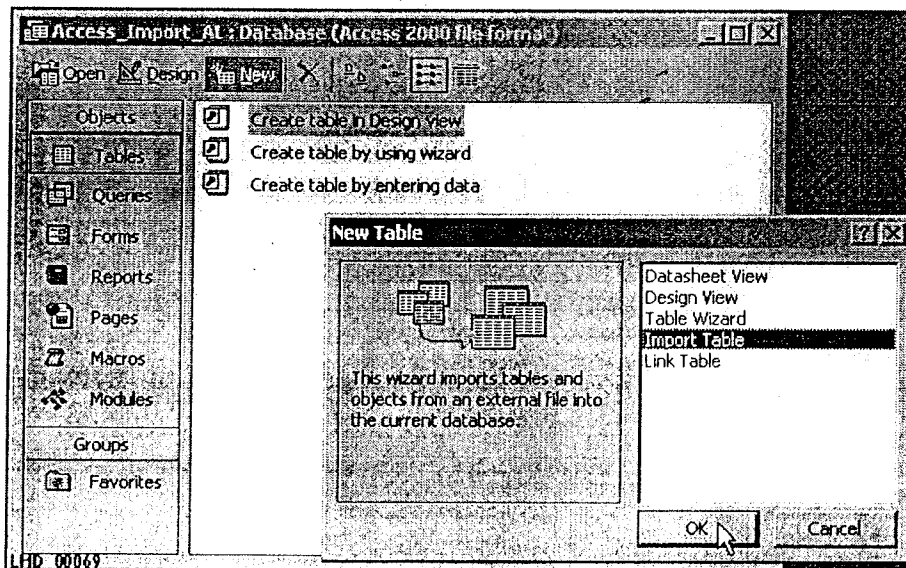 Access_Import_AL : Database (Access 2000 file format)
Open Design New
Objects
Tables
Queries
Forms
Reports
Pages
Macros
Modules
Groups
Favorites
Create table in Design view
Create table by using wizard
Create table by entering data
New Table
This wizard imports tables and
objects from an external file into
the current database.
Datasheet View
Design View
Table Wizard
Import Table
Link Table
OK Cancel
LHD 00069